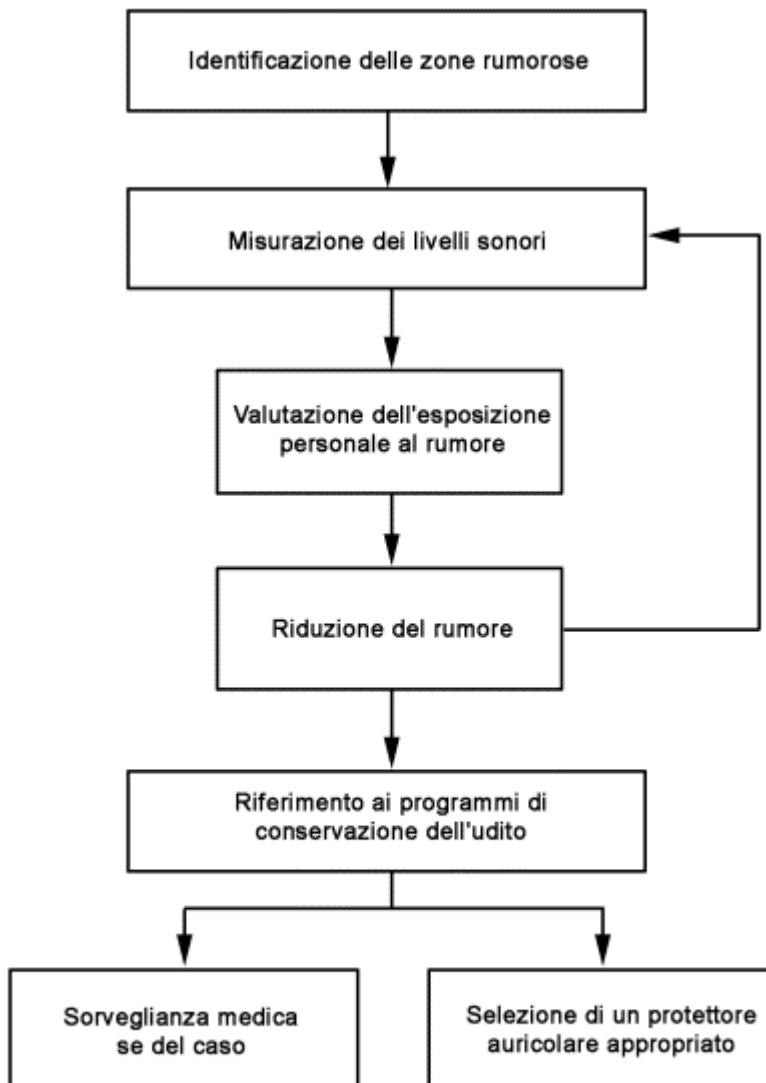 Identificazione delle zone rumorose
Misurazione dei livelli sonori
Valutazione dell'esposizione
personale al rumore
Riduzione del rumore
Riferimento ai programmi di
conservazione dell'udito
Sorveglianza medica
se del caso
Selezione di un protettore
auricolare appropriato